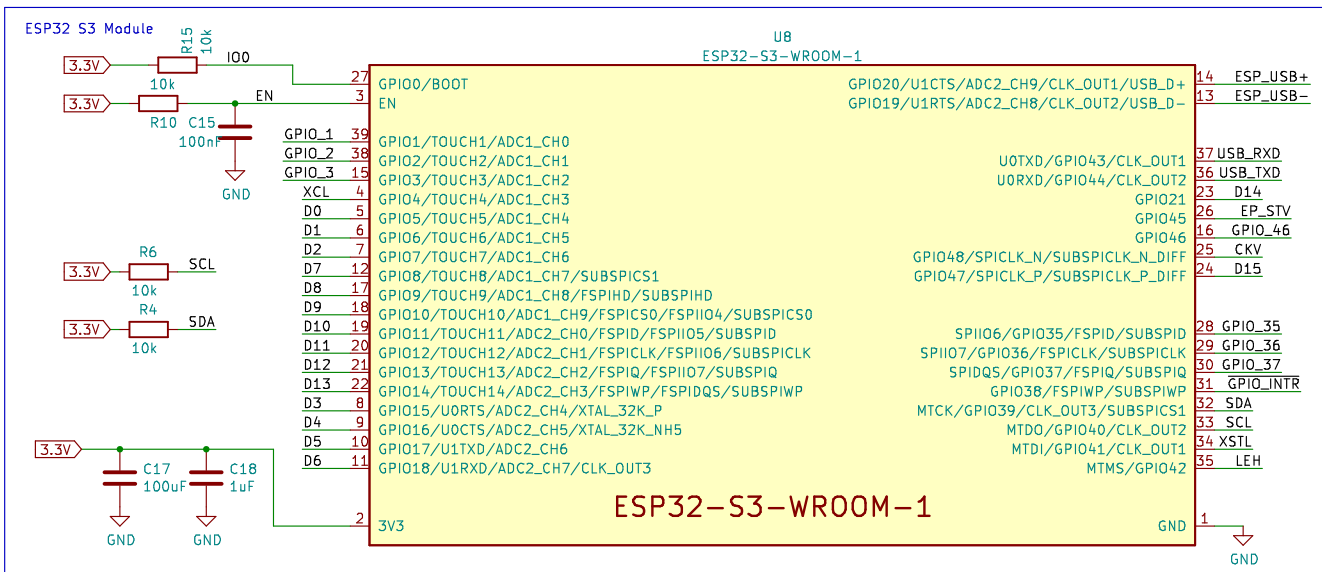 ESP32 S3 Module
U8
ESP32-S3-WROOM-1
3.3V R15 10k IO0 27 GPIO0/BOOT
3.3V 10k R10 EN 3 EN
C15 100nF
GND
GPIO_1 39 GPIO1/TOUCH1/ADC1_CH0
GPIO_2 38 GPIO2/TOUCH2/ADC1_CH1
GPIO_3 15 GPIO3/TOUCH3/ADC1_CH2
XCL 4 GPIO4/TOUCH4/ADC1_CH3
D0 5 GPIO5/TOUCH5/ADC1_CH4
D1 6 GPIO6/TOUCH6/ADC1_CH5
D2 7 GPIO7/TOUCH7/ADC1_CH6
D7 12 GPIO8/TOUCH8/ADC1_CH7/SUBSPICS1
D8 17 GPIO9/TOUCH9/ADC1_CH8/FSPIHD/SUBSPIHD
D9 18 GPIO10/TOUCH10/ADC1_CH9/FSPICS0/FSPIIO4/SUBSPICS0
D10 19 GPIO11/TOUCH11/ADC2_CH0/FSPID/FSPIIO5/SUBSPID
D11 20 GPIO12/TOUCH12/ADC2_CH1/FSPICLK/FSPIIO6/SUBSPICLK
D12 21 GPIO13/TOUCH13/ADC2_CH2/FSPIQ/FSPIIO7/SUBSPIQ
D13 22 GPIO14/TOUCH14/ADC2_CH3/FSPIWP/FSPIDQS/SUBSPIWP
D3 8 GPIO15/U0RTS/ADC2_CH4/XTAL_32K_P
D4 9 GPIO16/U0CTS/ADC2_CH5/XTAL_32K_NH5
D5 10 GPIO17/U1TXD/ADC2_CH6
D6 11 GPIO18/U1RXD/ADC2_CH7/CLK_OUT3
3.3V R6 10k SCL
3.3V R4 10k SDA
3.3V
C17 100uF
C18 1uF
GND
GND
2 3V3
GPIO20/U1CTS/ADC2_CH9/CLK_OUT1/USB_D+ 14 ESP_USB+
GPIO19/U1RTS/ADC2_CH8/CLK_OUT2/USB_D- 13 ESP_USB-
U0TXD/GPIO43/CLK_OUT1 37 USB_RXD
U0RXD/GPIO44/CLK_OUT2 36 USB_TXD
GPIO21 23 D14
GPIO45 26 EP_STV
GPIO46 16 GPIO_46
GPIO48/SPICLK_N/SUBSPICLK_N_DIFF 25 CKV
GPIO47/SPICLK_P/SUBSPICLK_P_DIFF 24 D15
SPIIO6/GPIO35/FSPID/SUBSPID 28 GPIO_35
SPIIO7/GPIO36/FSPICLK/SUBSPICLK 29 GPIO_36
SPIDQS/GPIO37/FSPIQ/SUBSPIQ 30 GPIO_37
GPIO38/FSPIWP/SUBSPIWP 31 GPIO_INTR
MTCK/GPIO39/CLK_OUT3/SUBSPICS1 32 SDA
MTDO/GPIO40/CLK_OUT2 33 SCL
MTDI/GPIO41/CLK_OUT1 34 XSTL
MTMS/GPIO42 35 LEH
ESP32-S3-WROOM-1
GND 1
GND